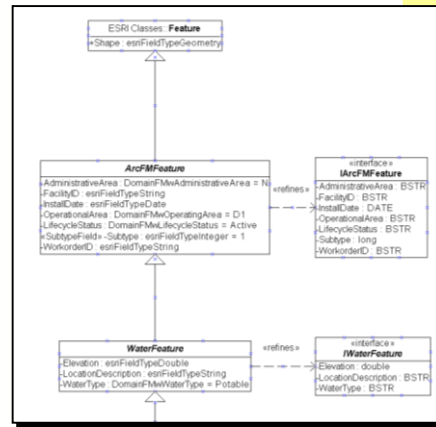 ESRI Classes::Feature
+Shape : esriFieldTypeGeometry
ArcFMFeature
-AdministrativeArea : DomainFMwAdministrativeArea = N
-FacilityID : esriFieldTypeString
-InstallDate : esriFieldTypeDate
-OperationalArea : DomainFMwOperatingArea = D1
-LifecycleStatus : DomainFMwLifecycleStatus = Active
«SubtypeField» -Subtype : esriFieldTypeInteger = 1
-WorkorderID : esriFieldTypeString
«refines»
«interface»
IArcFMFeature
-AdministrativeArea : BSTR
-FacilityID : BSTR
-InstallDate : DATE
-OperationalArea : BSTR
-LifecycleStatus : BSTR
-Subtype : long
-WorkorderID : BSTR
WaterFeature
-Elevation : esriFieldTypeDouble
-LocationDescription : esriFieldTypeString
-WaterType : DomainFMwWaterType = Potable
«refines»
«interface»
IWaterFeature
-Elevation : double
-LocationDescription : BSTR
-WaterType : BSTR